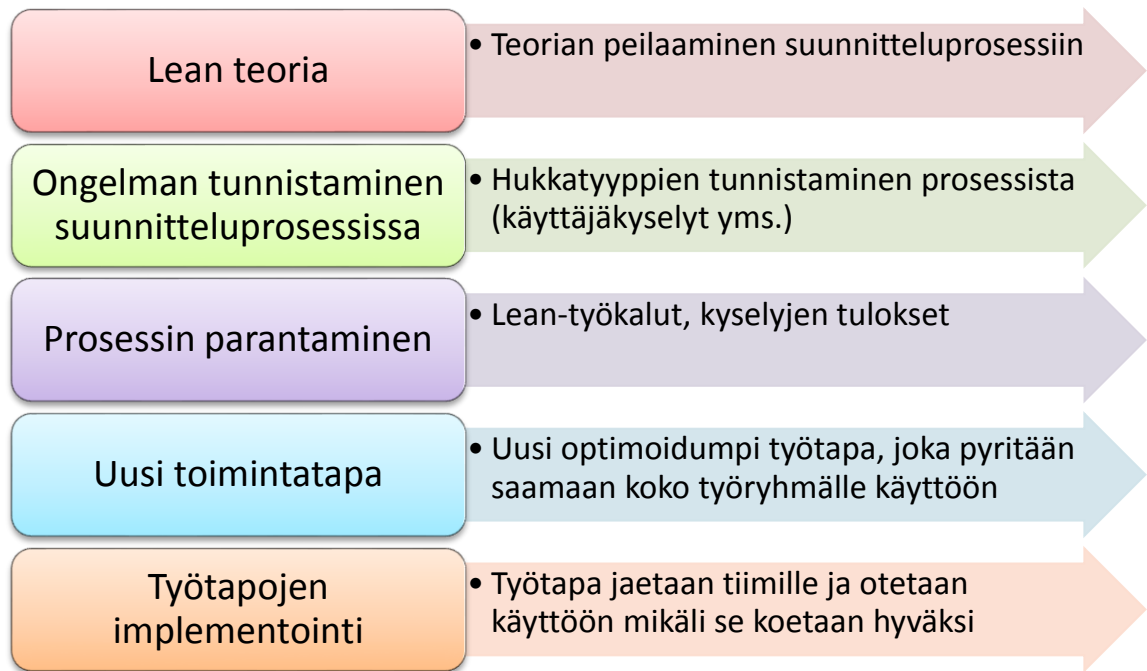 Lean teoria
• Teorian peilaaminen suunnitteluprosessiin
Ongelman tunnistaminen
suunnitteluprosessissa
• Hukkatyyppien tunnistaminen prosessista
(käyttäjäkyselyt yms.)
Prosessin parantaminen
• Lean-työkalut, kyselyjen tulokset
Uusi toimintatapa
• Uusi optimoidumpi työtapa, joka pyritään
saamaan koko työryhmälle käyttöön
Työtapojen
implementointi
• Työtapa jaetaan tiimille ja otetaan
käyttöön mikäli se koetaan hyväksi